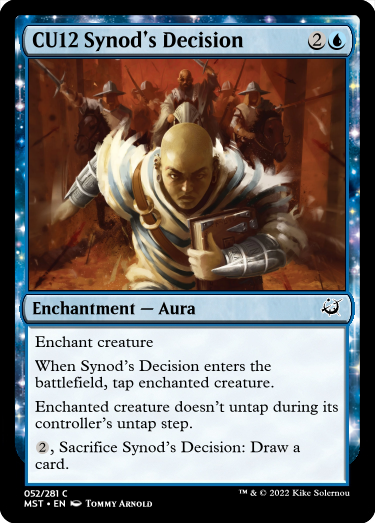 CU12 Synod's Decision 2
Enchantment — Aura
Enchant creature
When Synod's Decision enters the
battlefield, tap enchanted creature.
Enchanted creature doesn't untap during its
controller's untap step.
2, Sacrifice Synod's Decision: Draw a
card.
052/281 C
MST • EN Tommy Arnold
™ & © 2022 Kike Solernou